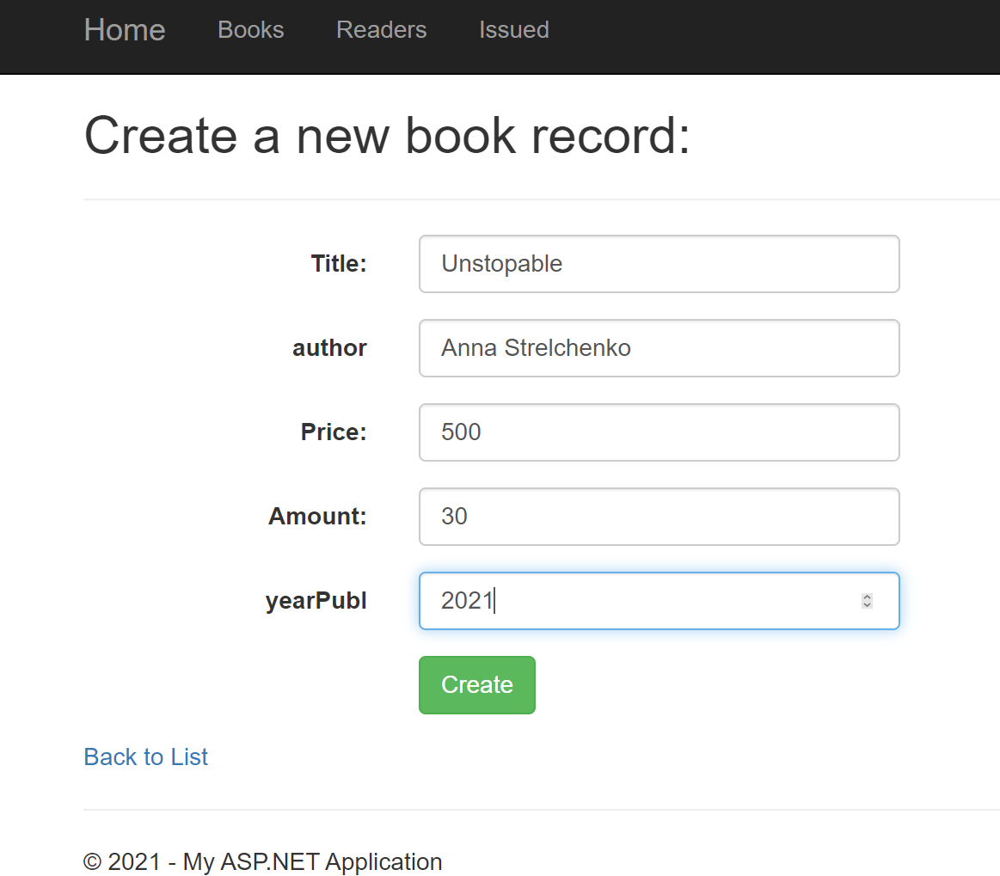 Home Books Readers Issued
Create a new book record:
Title: Unstopable
author Anna Strelchenko
Price: 500
Amount: 30
yearPubl 2021
Create
Back to List
© 2021 - My ASP.NET Application